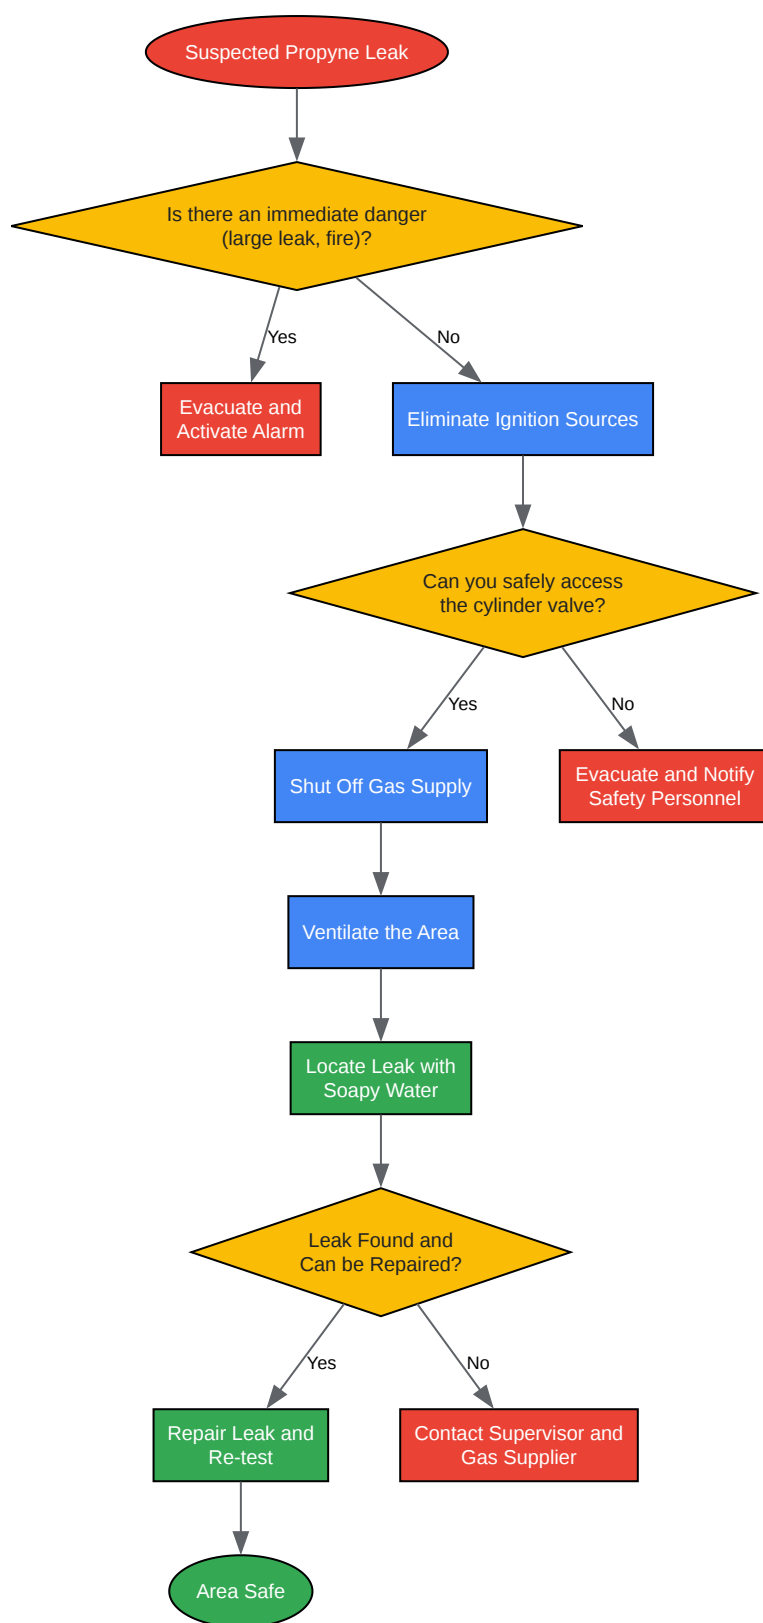 Suspected Propyne Leak
Is there an immediate danger
(large leak, fire)?
Yes
No
Evacuate and
Activate Alarm
Eliminate Ignition Sources
Can you safely access
the cylinder valve?
Yes
No
Shut Off Gas Supply
Evacuate and Notify
Safety Personnel
Ventilate the Area
Locate Leak with
Soapy Water
Leak Found and
Can be Repaired?
Yes
No
Repair Leak and
Re-test
Contact Supervisor and
Gas Supplier
Area Safe